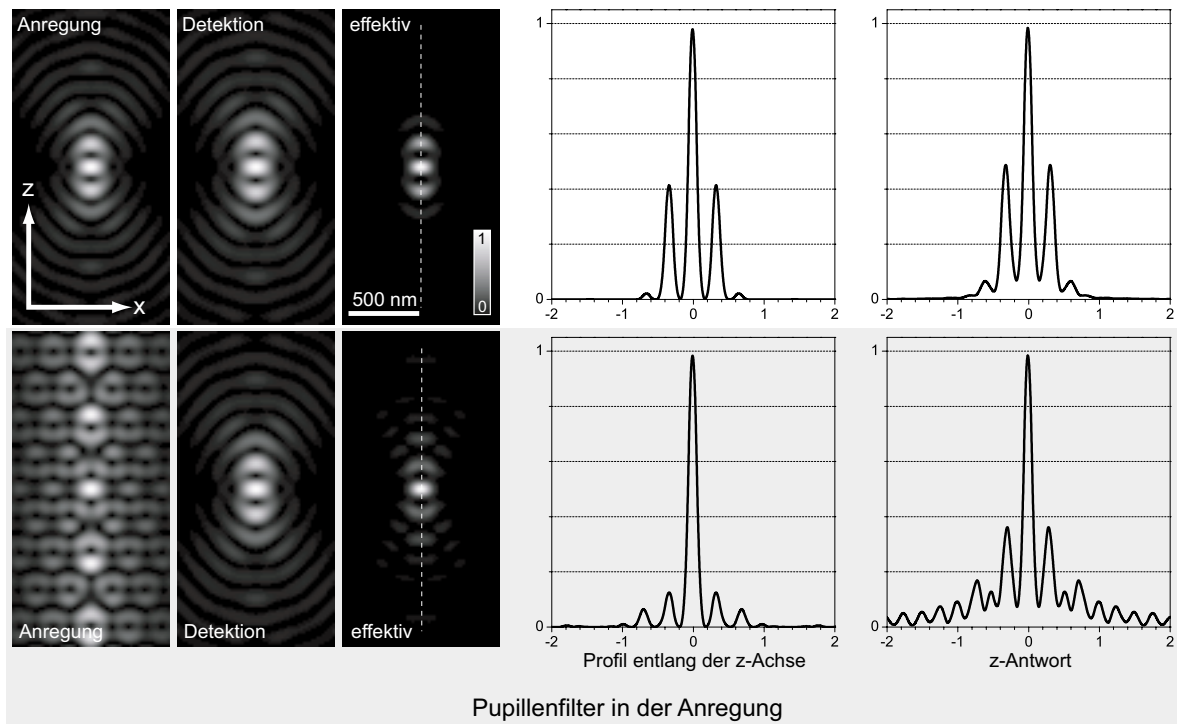 Anregung
Detektion
effektiv
z
x
1
0
500 nm
1
0
-2 -1 0 1 2
1
0
-2 -1 0 1 2
Anregung
Detektion
effektiv
1
0
-2 -1 0 1 2
Profil entlang der z-Achse
1
0
-2 -1 0 1 2
z-Antwort
Pupillenfilter in der Anregung